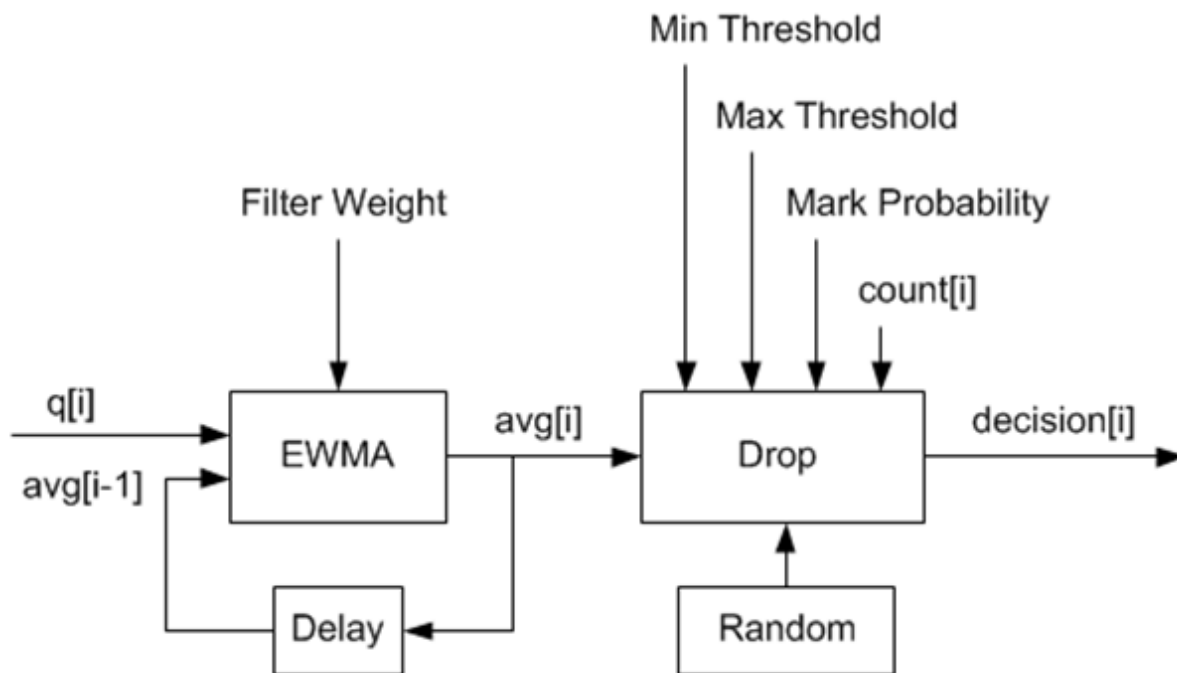 Min Threshold
Max Threshold
Filter Weight
Mark Probability
count[i]
q[i]
avg[i]
decision[i]
EWMA
Drop
avg[i-1]
Delay
Random